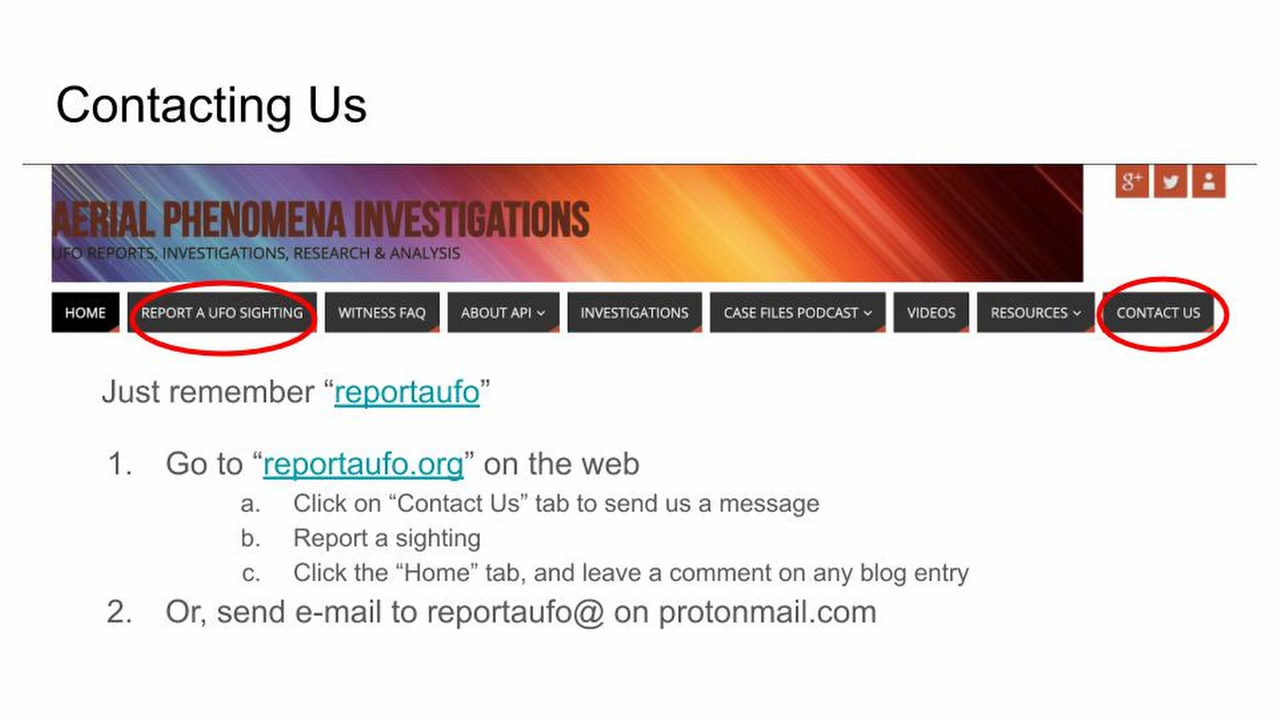 Contacting Us
g+
AERIAL PHENOMENA INVESTIGATIONS
UFO REPORTS, INVESTIGATIONS, RESEARCH & ANALYSIS
HOME REPORT A UFO SIGHTING WITNESS FAQ ABOUT API INVESTIGATIONS CASE FILES PODCAST VIDEOS RESOURCES CONTACT US
Just remember “reportaufo”
1. Go to “reportaufo.org” on the web
a. Click on “Contact Us” tab to send us a message
b. Report a sighting
c. Click the “Home” tab, and leave a comment on any blog entry
2. Or, send e-mail to reportaufo@ on protonmail.com